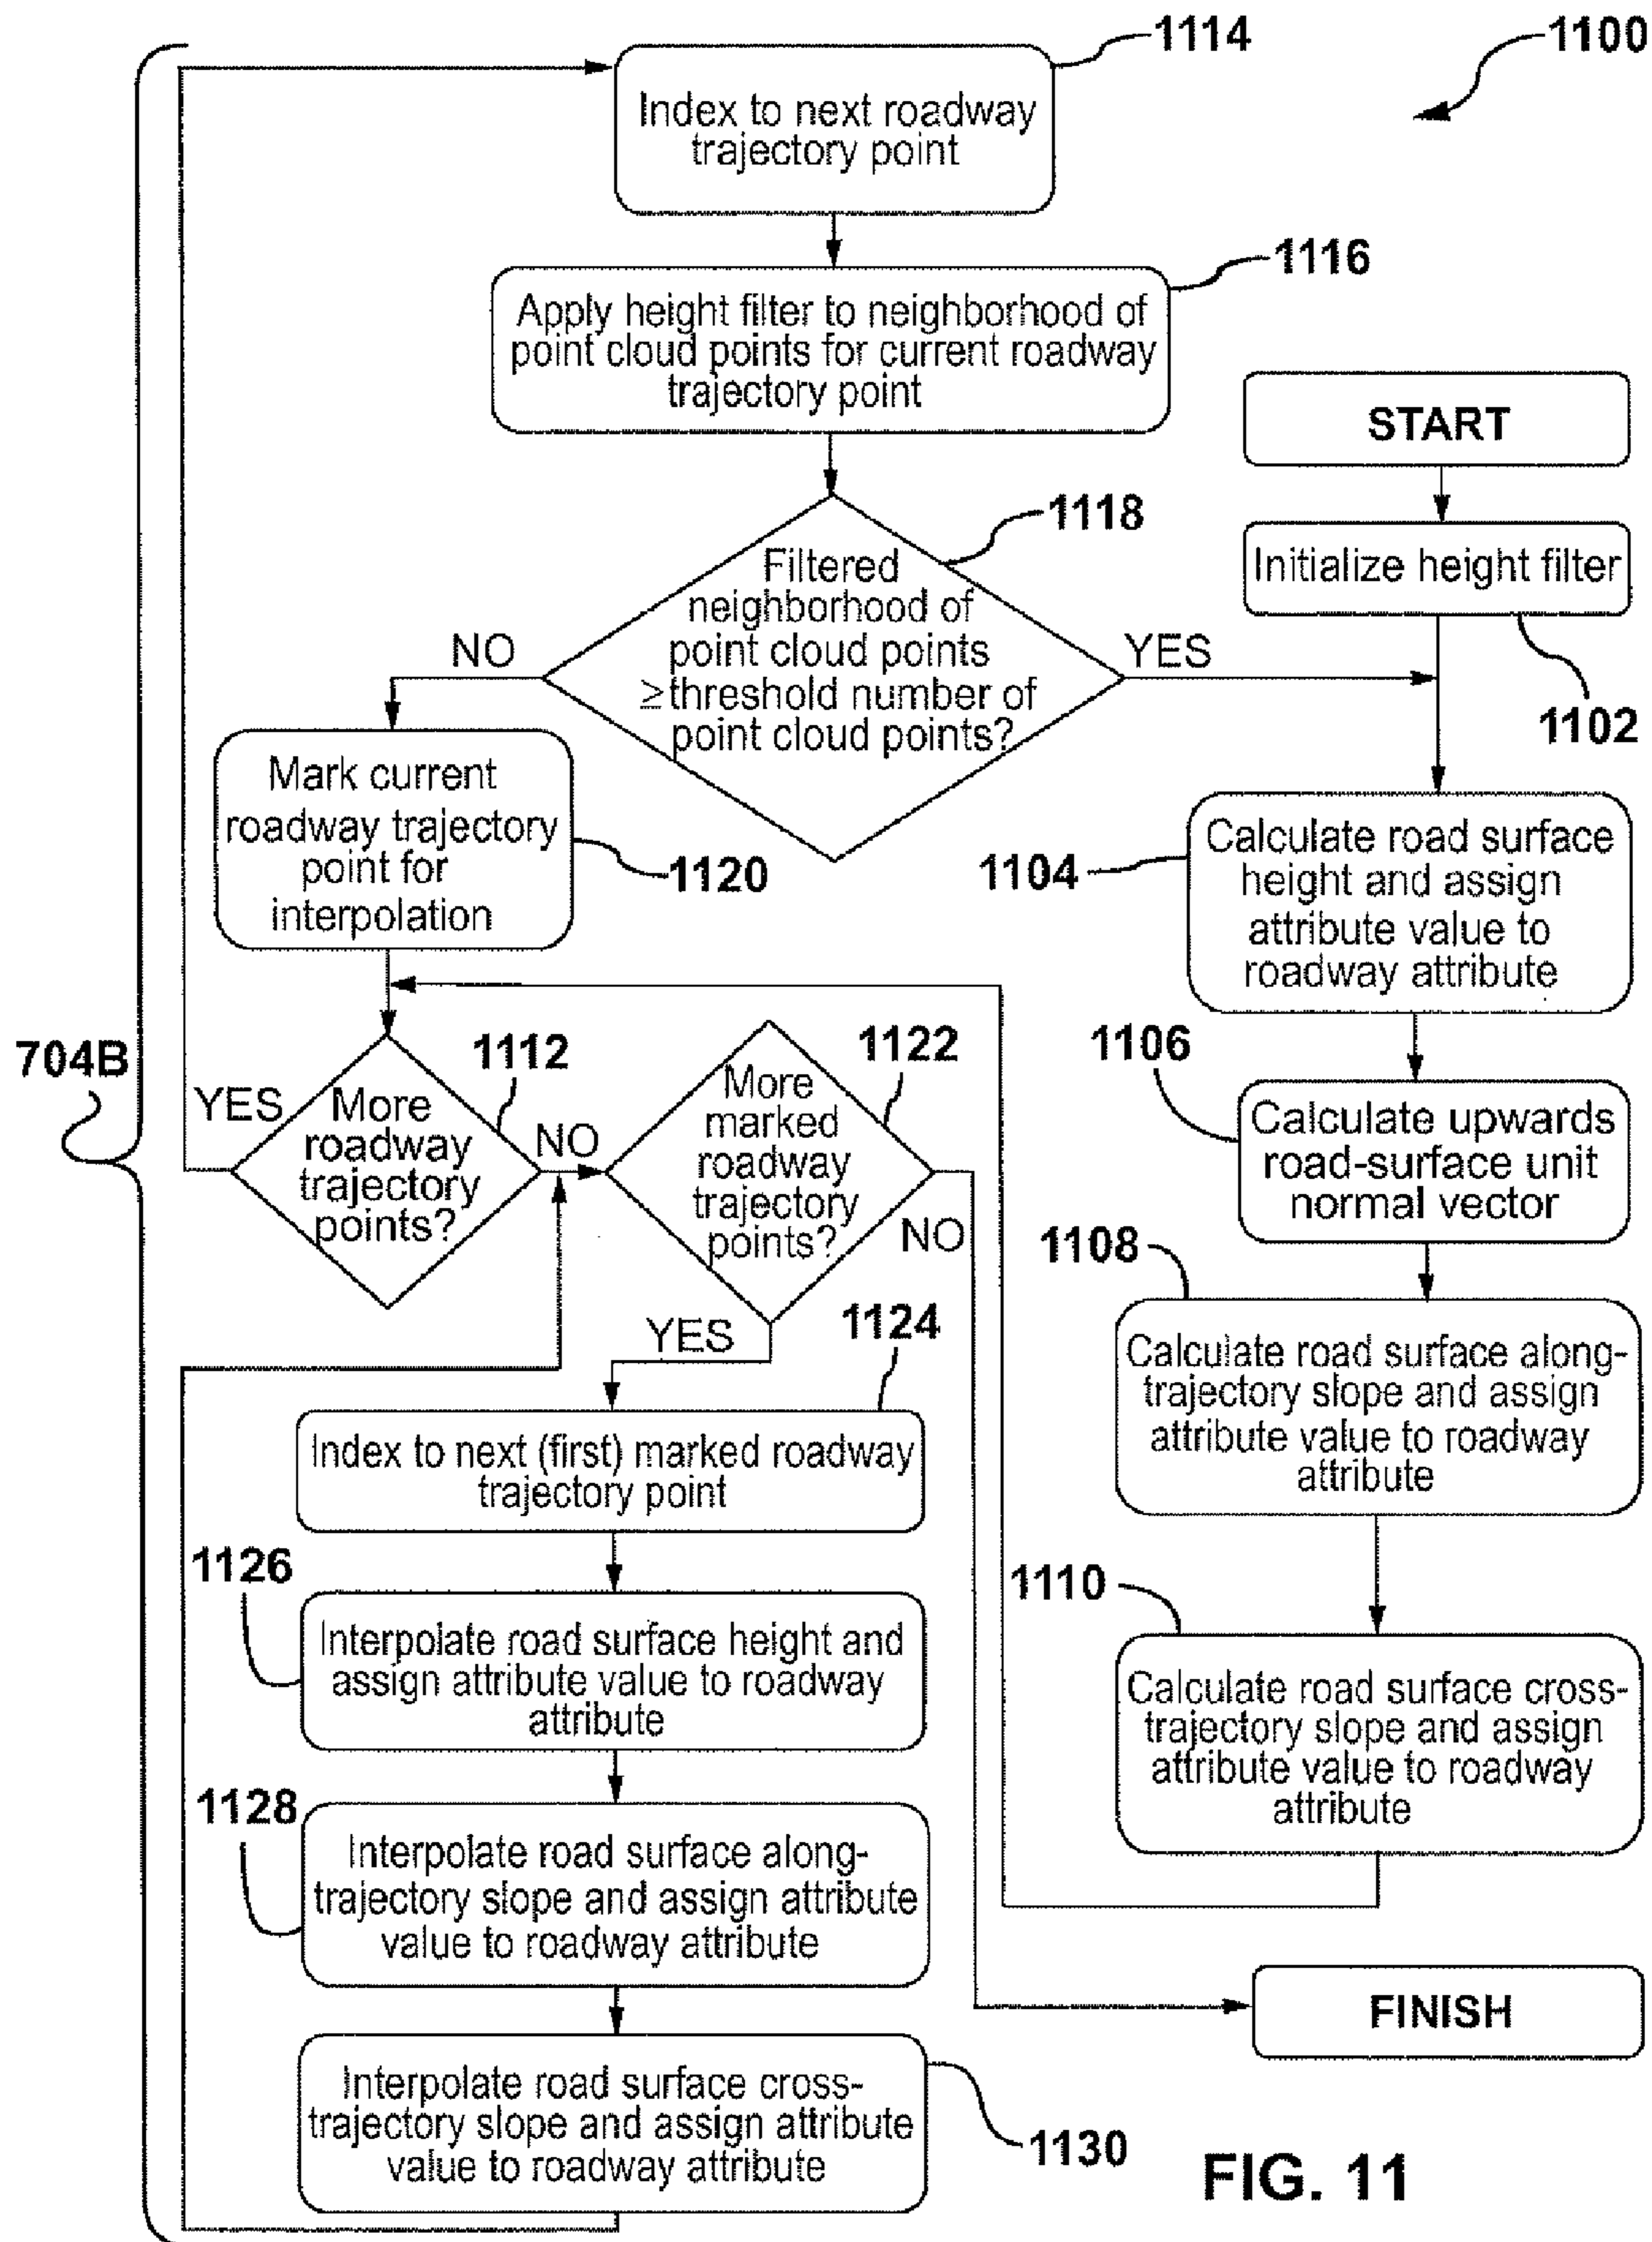 1114
1100
Index to next roadway
trajectory point
1116
Apply height filter to neighborhood of
point cloud points for current roadway
trajectory point
START
1118
Filtered
neighborhood of
point cloud points
≥threshold number of
point cloud points?
NO
YES
Initialize height filter
1102
Mark current
roadway trajectory
point for
interpolation
1120
1104
Calculate road surface
height and assign
attribute value to
roadway attribute
704B
1112
YES
More
roadway
trajectory
points?
NO
1122
More
marked
roadway
trajectory
points?
NO
YES
1106
Calculate upwards
road-surface unit
normal vector
1108
Calculate road surface along-
trajectory slope and assign
attribute value to roadway
attribute
1124
Index to next (first) marked roadway
trajectory point
1126
Interpolate road surface height and
assign attribute value to roadway
attribute
1110
Calculate road surface cross-
trajectory slope and assign
attribute value to roadway
attribute
1128
Interpolate road surface along-
trajectory slope and assign attribute
value to roadway attribute
FINISH
Interpolate road surface cross-
trajectory slope and assign attribute
value to roadway attribute
1130
FIG. 11